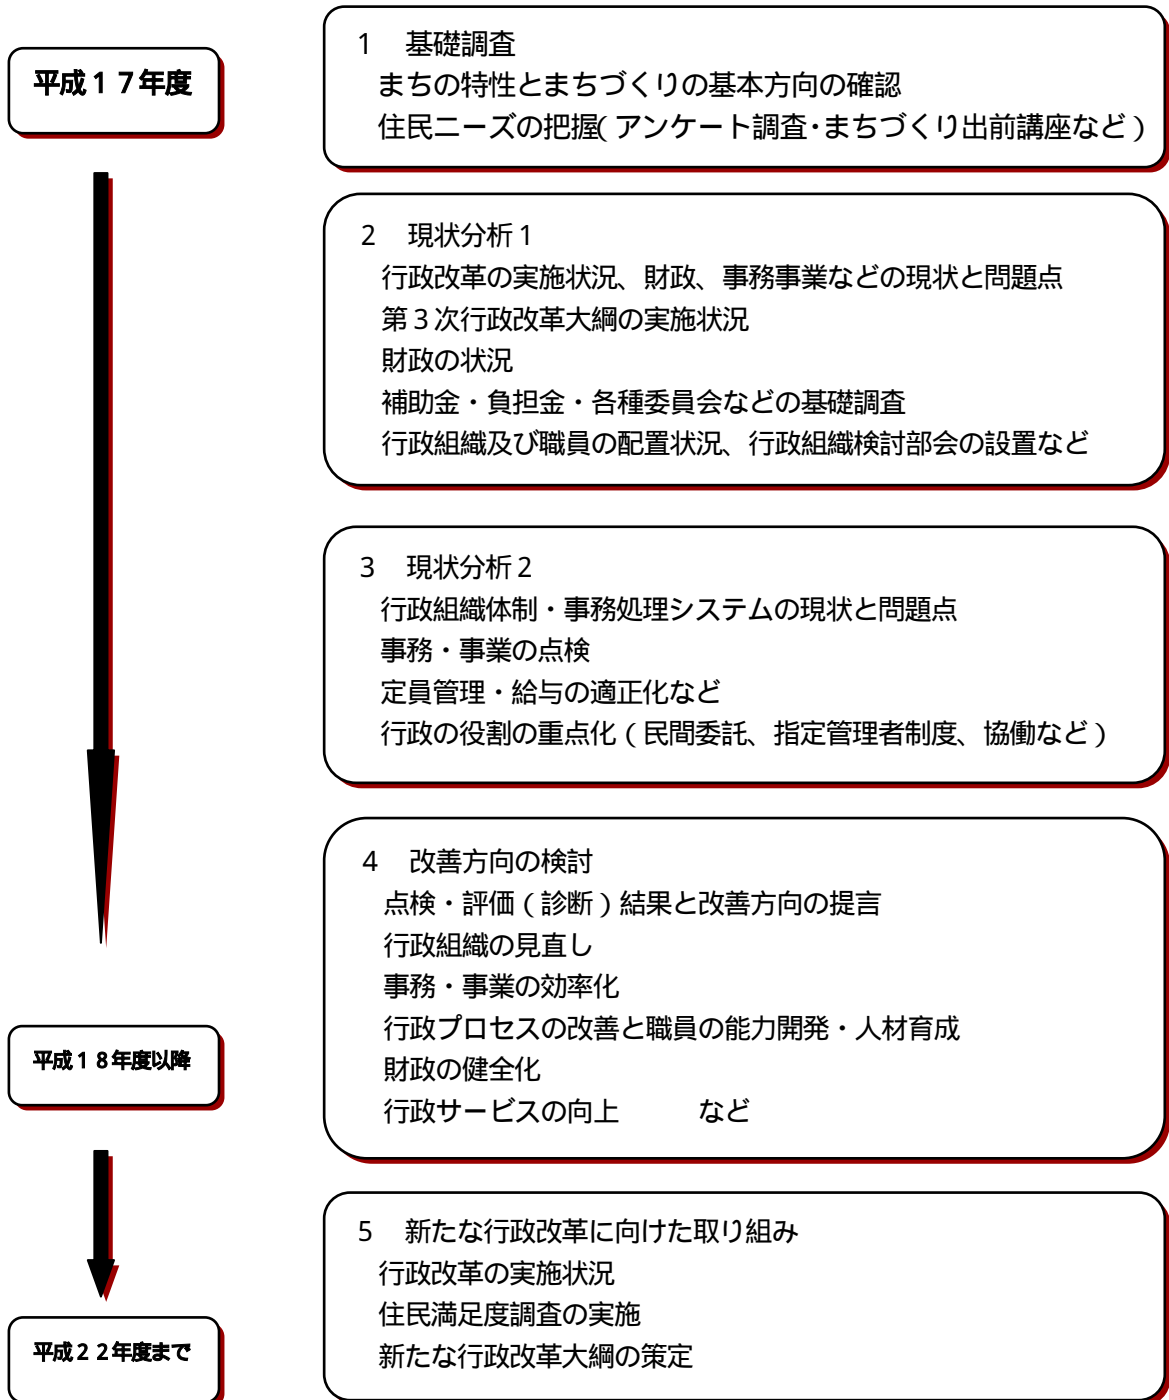 平成１７年度
1　基礎調査
まちの特性とまちづくりの基本方向の確認
住民ニーズの把握（アンケート調査・まちづくり出前講座など）
2　現状分析1
行政改革の実施状況、財政、事務事業などの現状と問題点
第３次行政改革大綱の実施状況
財政の状況
補助金・負担金・各種委員会などの基礎調査
行政組織及び職員の配置状況、行政組織検討部会の設置など
3　現状分析2
行政組織体制・事務処理システムの現状と問題点
事務・事業の点検
定員管理・給与の適正化など
行政の役割の重点化（民間委託、指定管理者制度、協働など）
4　改善方向の検討
点検・評価（診断）結果と改善方向の提言
行政組織の見直し
事務・事業の効率化
行政プロセスの改善と職員の能力開発・人材育成
財政の健全化
行政サービスの向上　　　など
平成１８年度以降
5　新たな行政改革に向けた取り組み
行政改革の実施状況
住民満足度調査の実施
新たな行政改革大綱の策定
平成２２年度まで